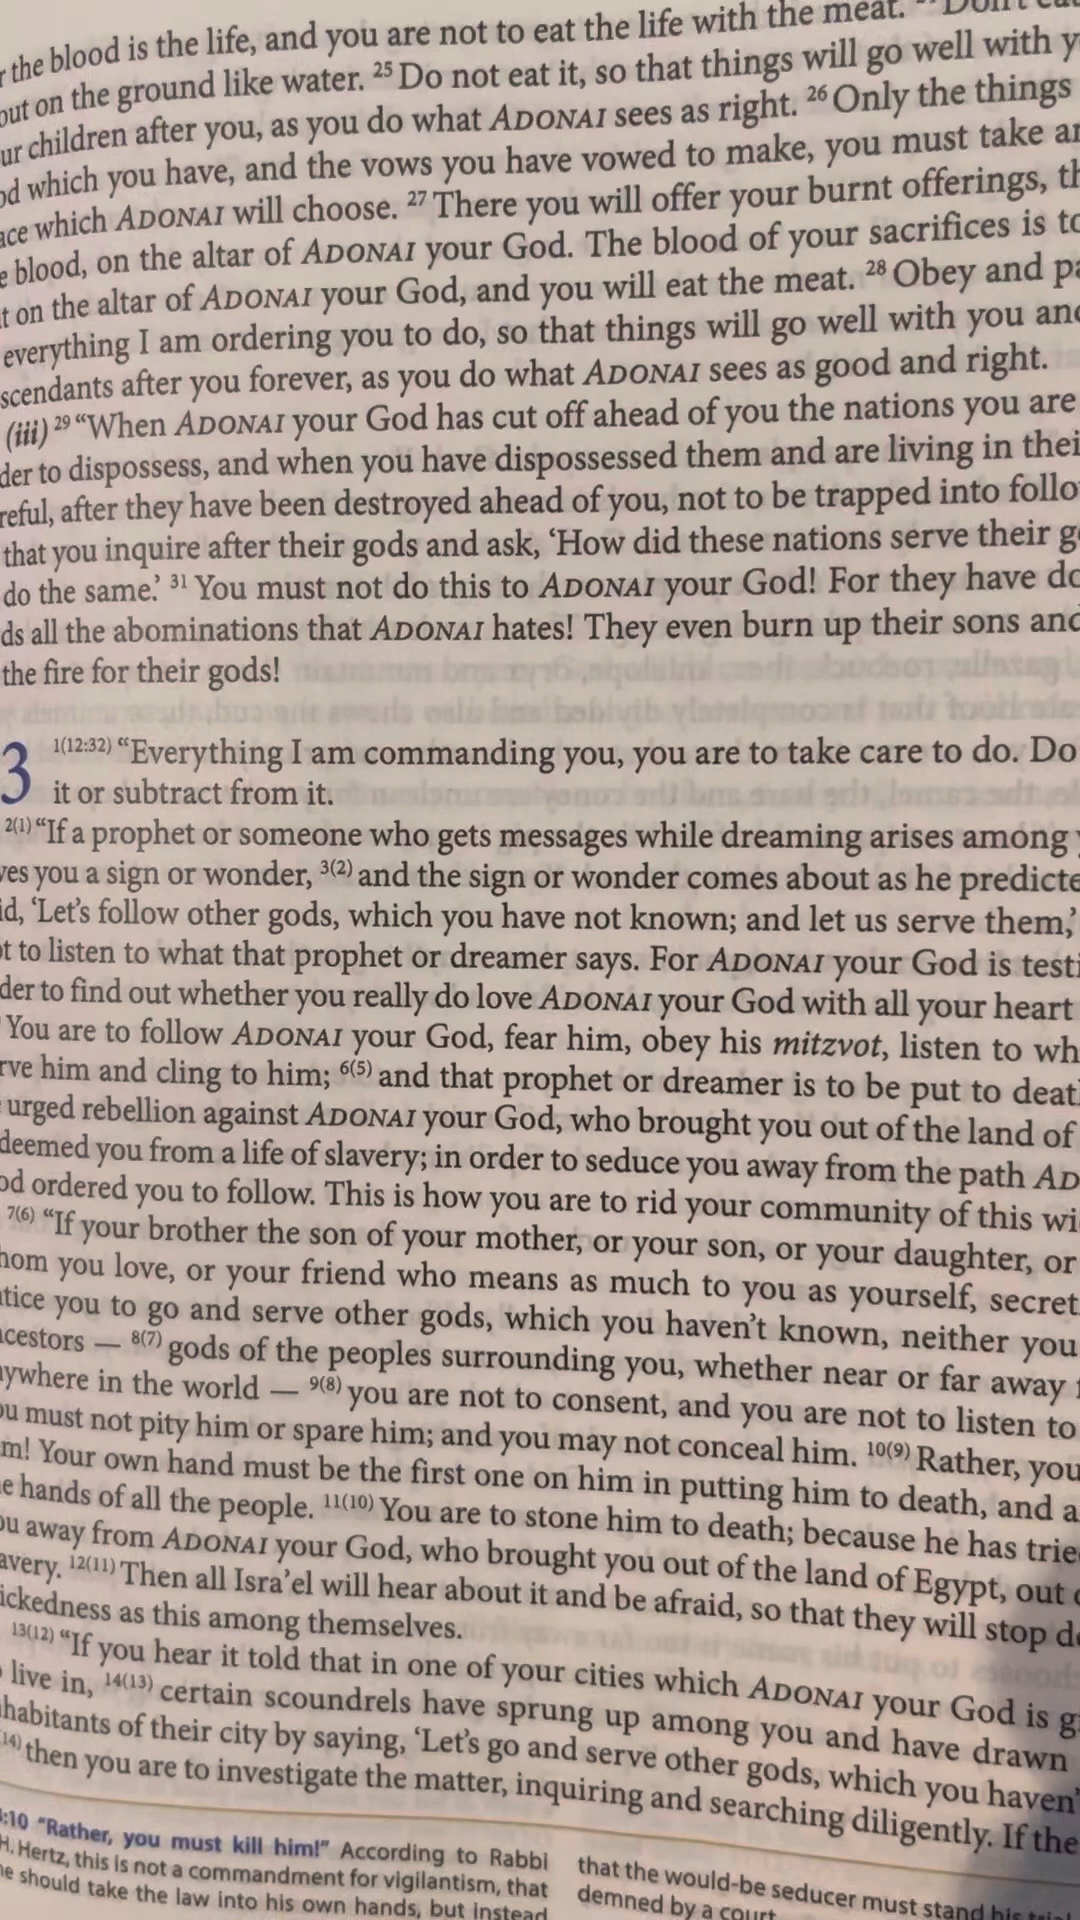 the blood is the life, and you are not to eat the life with the meat.
out on the ground like water. 25 Do not eat it, so that things will go well with y
ur children after you, as you do what ADONAI sees as right. 26 Only the things
od which you have, and the vows you have vowed to make, you must take an
ace which ADONAI will choose. 27 There you will offer your burnt offerings, th
e blood, on the altar of ADONAI your God. The blood of your sacrifices is to
t on the altar of ADONAI your God, and you will eat the meat. 28 Obey and pa
everything I am ordering you to do, so that things will go well with you and
scendants after you forever, as you do what ADONAI sees as good and right.
(iii) 29 “When ADONAI your God has cut off ahead of you the nations you are
der to dispossess, and when you have dispossessed them and are living in thei
reful, after they have been destroyed ahead of you, not to be trapped into follo
that you inquire after their gods and ask, ‘How did these nations serve their g
do the same.’ 31 You must not do this to ADONAI your God! For they have do
ds all the abominations that ADONAI hates! They even burn up their sons and
the fire for their gods!
3 1(12:32) “Everything I am commanding you, you are to take care to do. Do
it or subtract from it.
2(1) “If a prophet or someone who gets messages while dreaming arises among y
ves you a sign or wonder, 3(2) and the sign or wonder comes about as he predicte
id, ‘Let’s follow other gods, which you have not known; and let us serve them,’
ot to listen to what that prophet or dreamer says. For ADONAI your God is testi
der to find out whether you really do love ADONAI your God with all your heart
You are to follow ADONAI your God, fear him, obey his mitzvot, listen to wh
rve him and cling to him; 6(5) and that prophet or dreamer is to be put to deat
urged rebellion against ADONAI your God, who brought you out of the land of
deemed you from a life of slavery; in order to seduce you away from the path AD
od ordered you to follow. This is how you are to rid your community of this wi
7(6) “If your brother the son of your mother, or your son, or your daughter, or
hom you love, or your friend who means as much to you as yourself, secret
tice you to go and serve other gods, which you haven’t known, neither you
cestors — 8(7) gods of the peoples surrounding you, whether near or far away
ywhere in the world — 9(8) you are not to consent, and you are not to listen to
ou must not pity him or spare him; and you may not conceal him. 10(9) Rather, you
m! Your own hand must be the first one on him in putting him to death, and a
e hands of all the people. 11(10) You are to stone him to death; because he has trie
ou away from ADONAI your God, who brought you out of the land of Egypt, out
avery. 12(11) Then all Isra’el will hear about it and be afraid, so that they will stop do
ickedness as this among themselves.
13(12) “If you hear it told that in one of your cities which ADONAI your God is g
live in, 14(13) certain scoundrels have sprung up among you and have drawn
habitants of their city by saying, ‘Let’s go and serve other gods, which you haven’
14) then you are to investigate the matter, inquiring and searching diligently. If the
:10 “Rather, you must kill him!” According to Rabbi
H. Hertz, this is not a commandment for vigilantism, that
e should take the law into his own hands, but instead
that the would-be seducer must stand his trial
demned by a court